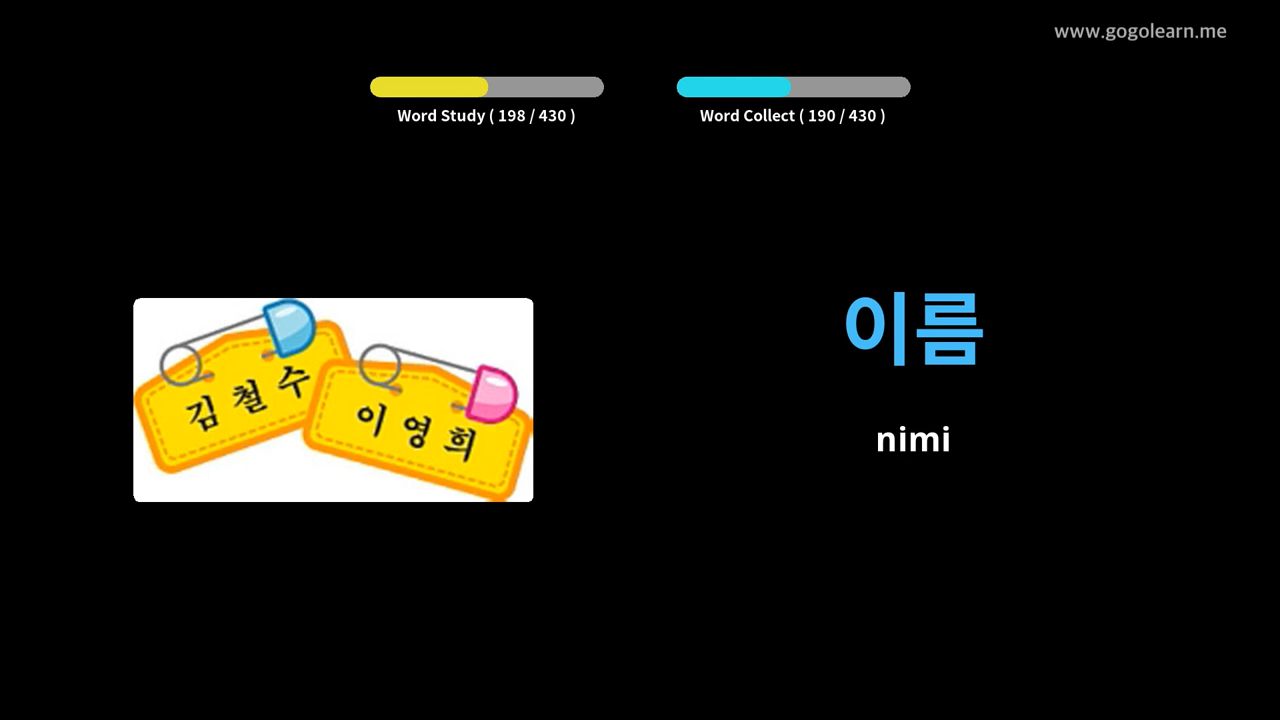 www.gogolearn.me
Word Study ( 198 / 430 )
Word Collect ( 190 / 430 )
김철수
이영희
이름
nimi